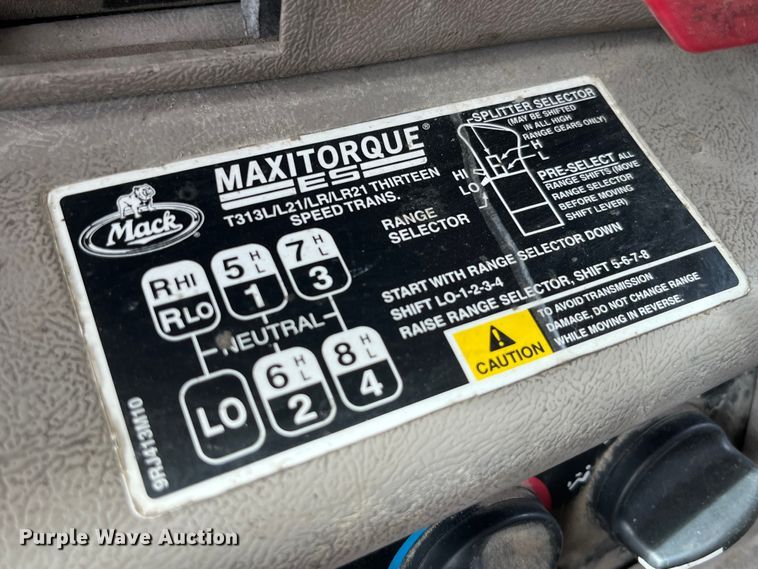 Mack
MAXITORQUE®
ES
T313L/L21/LR/LR21 THIRTEEN
SPEED TRANS.
SPLITTER SELECTOR
(MAY BE SHIFTED
IN ALL HIGH
RANGE GEARS ONLY)
H
L
HI
LO
RANGE
SELECTOR
PRE-SELECT ALL
RANGE SHIFTS (MOVE
RANGE SELECTOR
BEFORE MOVING
SHIFT LEVER)
R HI
R LO
5 H L
1
7 H L
3
NEUTRAL
LO
6 H L
2
8 H L
4
START WITH RANGE SELECTOR DOWN
SHIFT LO-1-2-3-4
RAISE RANGE SELECTOR, SHIFT 5-6-7-8
CAUTION
TO AVOID TRANSMISSION
DAMAGE, DO NOT CHANGE RANGE
WHILE MOVING IN REVERSE.
9RJ413M10
Purple Wave Auction